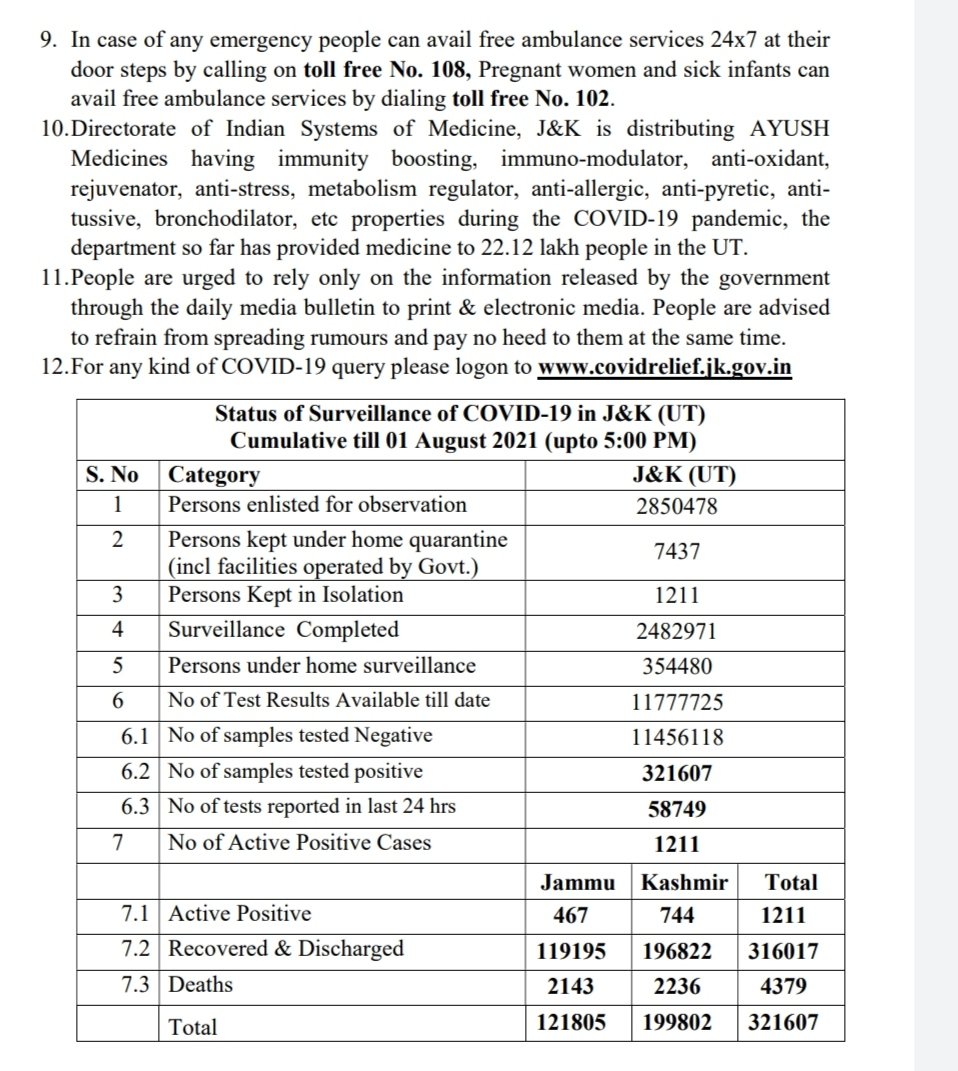 9. In case of any emergency people can avail free ambulance services 24x7 at their
door steps by calling on toll free No. 108, Pregnant women and sick infants can
avail free ambulance services by dialing toll free No. 102.
10.Directorate of Indian Systems of Medicine, J&K is distributing AYUSH
Medicines having immunity boosting, immuno-modulator, anti-oxidant,
rejuvenator, anti-stress, metabolism regulator, anti-allergic, anti-pyretic, anti-
tussive, bronchodilator, etc properties during the COVID-19 pandemic, the
department so far has provided medicine to 22.12 lakh people in the UT.
11.People are urged to rely only on the information released by the government
through the daily media bulletin to print & electronic media. People are advised
to refrain from spreading rumours and pay no heed to them at the same time.
12.For any kind of COVID-19 query please logon to www.covidrelief.jk.gov.in
Status of Surveillance of COVID-19 in J&K (UT)
Cumulative till 01 August 2021 (upto 5:00 PM)
S. No Category J&K (UT)
1 Persons enlisted for observation 2850478
2 Persons kept under home quarantine
(incl facilities operated by Govt.) 7437
3 Persons Kept in Isolation 1211
4 Surveillance Completed 2482971
5 Persons under home surveillance 354480
6 No of Test Results Available till date 11777725
6.1 No of samples tested Negative 11456118
6.2 No of samples tested positive 321607
6.3 No of tests reported in last 24 hrs 58749
7 No of Active Positive Cases 1211
Jammu Kashmir Total
7.1 Active Positive 467 744 1211
7.2 Recovered & Discharged 119195 196822 316017
7.3 Deaths 2143 2236 4379
Total 121805 199802 321607